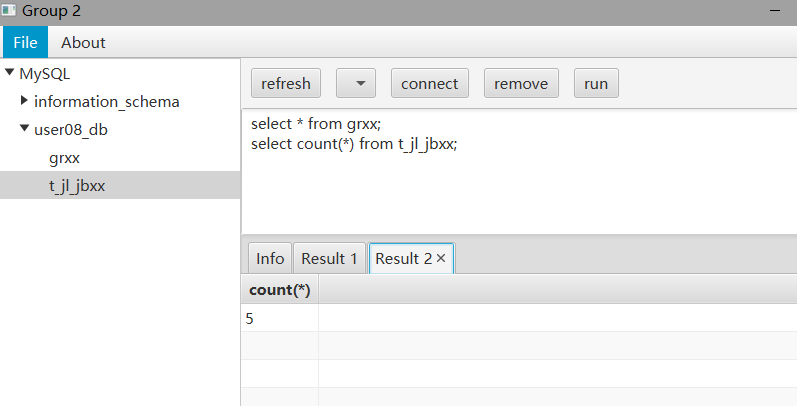 Group 2
File About
MySQL
information_schema
user08_db
grxx
t_jl_jbxx
refresh connect remove run
select * from grxx;
select count(*) from t_jl_jbxx;
Info Result 1 Result 2 ×
count(*)
5